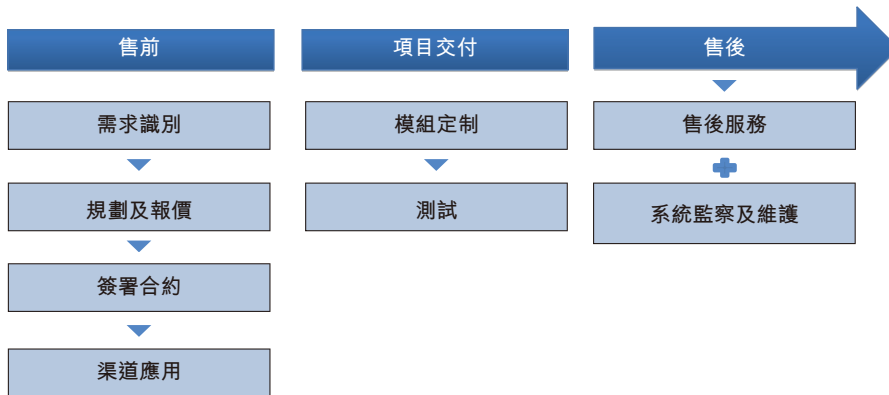 售前
需求識別
規劃及報價
簽署合約
渠道應用
項目交付
模組定制
測試
售後
售後服務
系統監察及維護